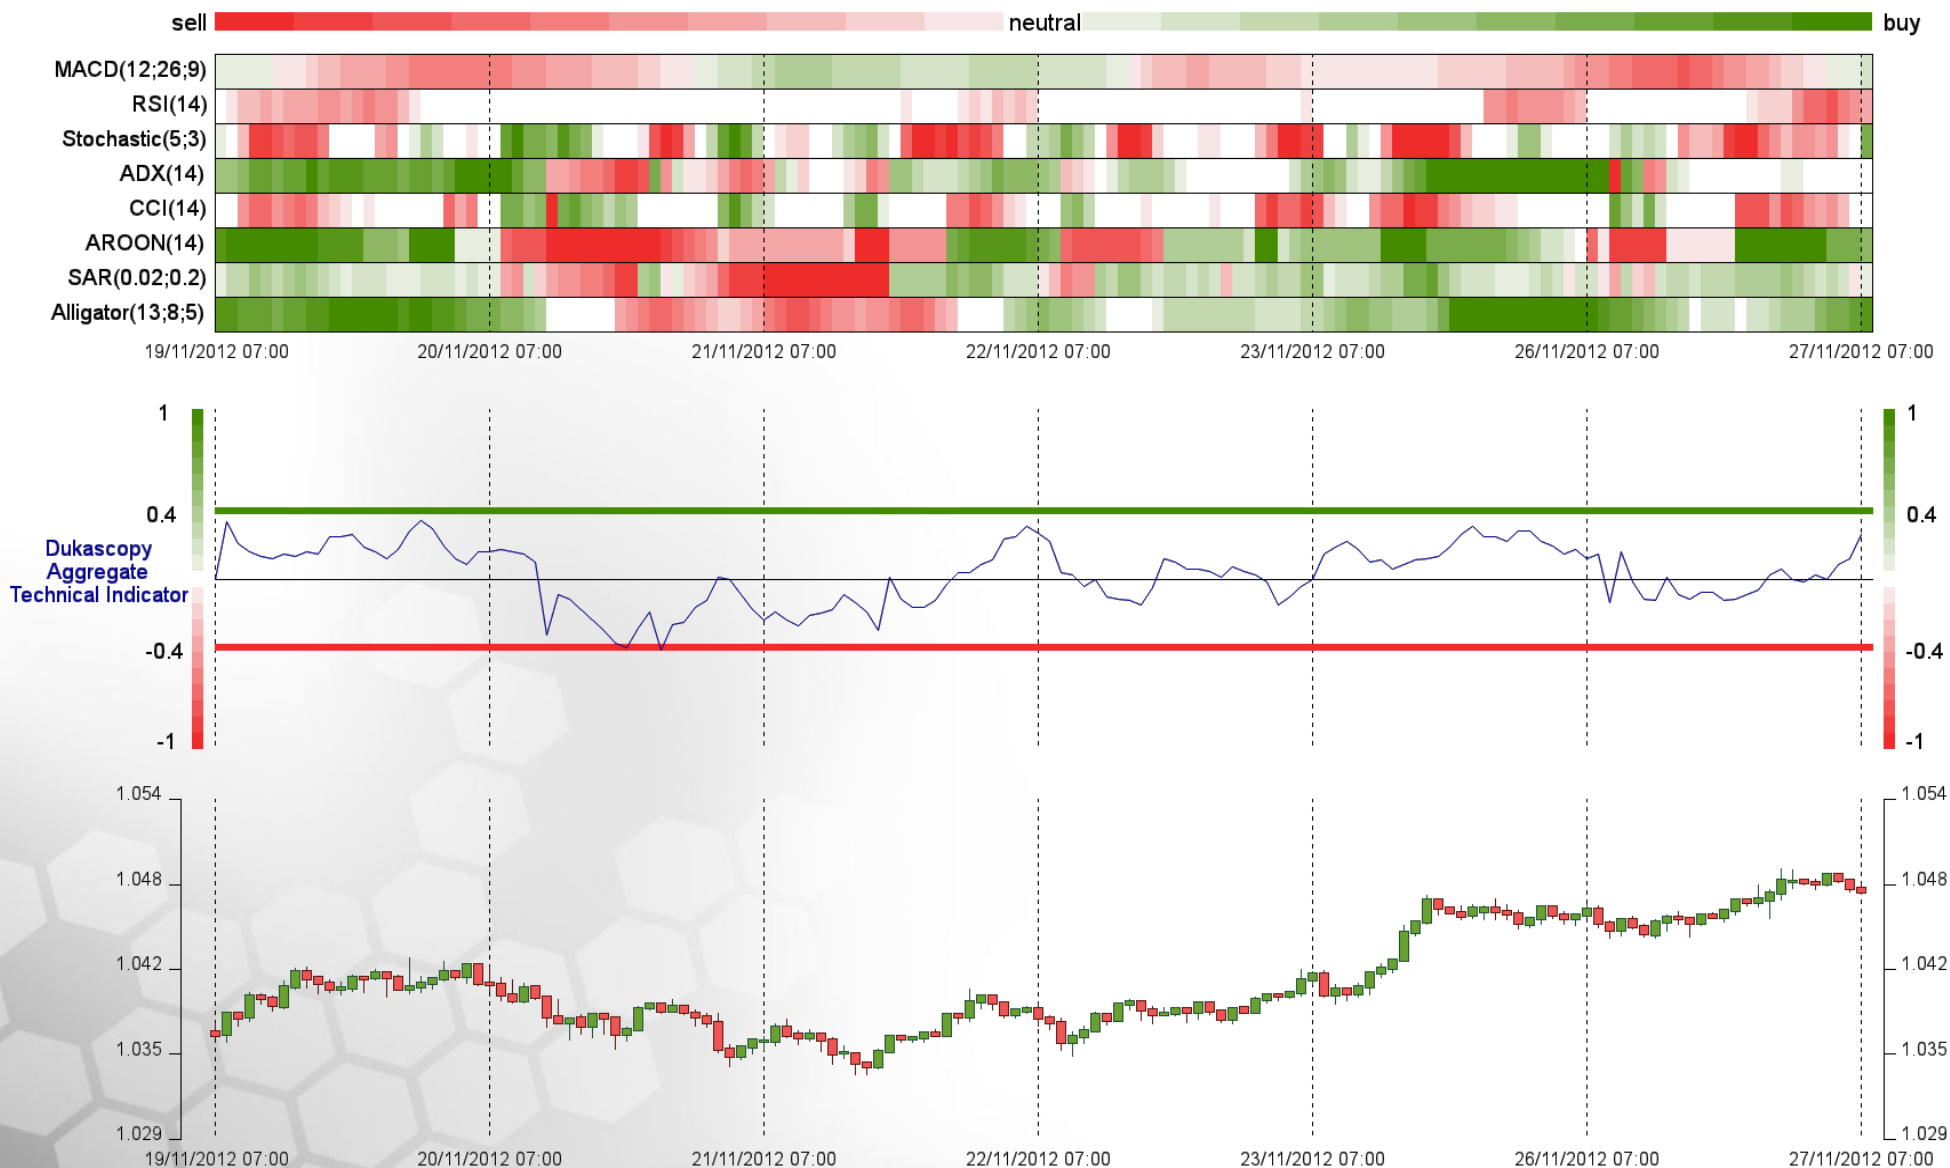 sell neutral buy
MACD(12;26;9)
RSI(14)
Stochastic(5;3)
ADX(14)
CCI(14)
AROON(14)
SAR(0.02;0.2)
Alligator(13;8;5)
19/11/2012 07:00 20/11/2012 07:00 21/11/2012 07:00 22/11/2012 07:00 23/11/2012 07:00 26/11/2012 07:00 27/11/2012 07:00
1 1
0.4 0.4
Dukascopy
Aggregate
Technical Indicator
-0.4 -0.4
-1 -1
1.054 1.054
1.048 1.048
1.042 1.042
1.035 1.035
1.029 1.029
19/11/2012 07:00 20/11/2012 07:00 21/11/2012 07:00 22/11/2012 07:00 23/11/2012 07:00 26/11/2012 07:00 27/11/2012 07:00